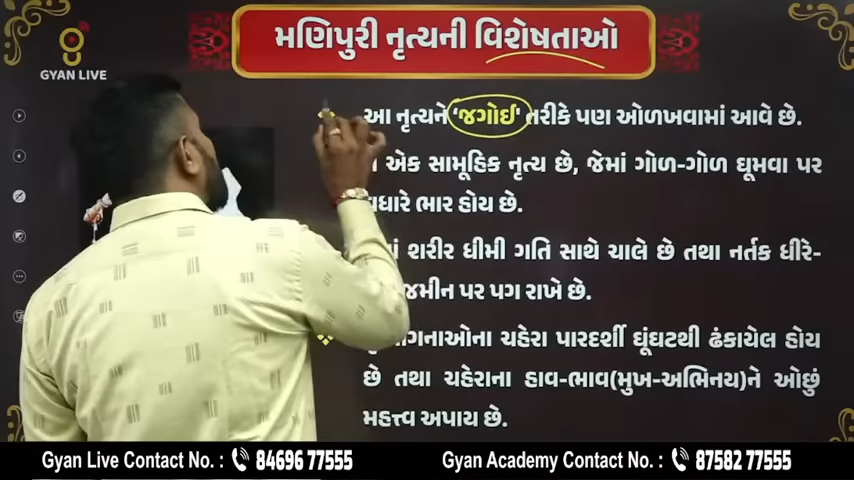 મણિપુરી નૃત્યની વિશેષતાઓ
GYAN LIVE
આ નૃત્યને 'જગોઈ' તરીકે પણ ઓળખવામાં આવે છે.
એક સામૂહિક નૃત્ય છે, જેમાં ગોળ-ગોળ ઘૂમવા પર
વધારે ભાર હોય છે.
શરીર ધીમી ગતિ સાથે ચાલે છે તથા નર્તક ધીરે-
જમીન પર પગ રાખે છે.
ચહેરા પારદર્શી ઘૂંઘટથી ઢંકાયેલ હોય
છે તથા ચહેરાના હાવ-ભાવ(મુખ-અભિનય)ને ઓછું
મહત્ત્વ અપાય છે.
Gyan Live Contact No. : 84696 77555
Gyan Academy Contact No. : 87582 77555